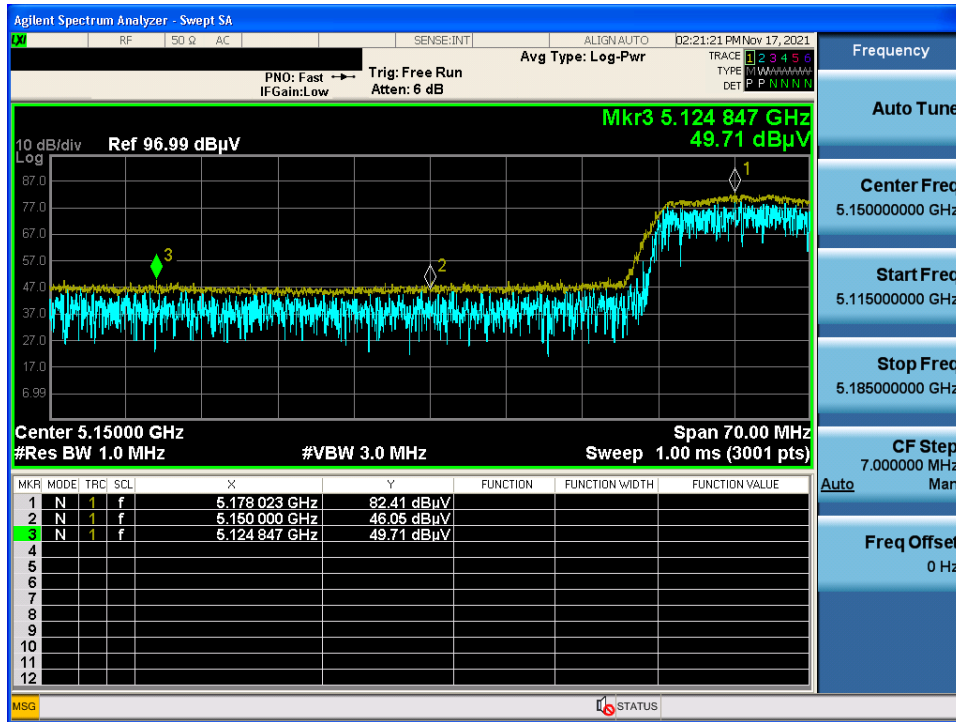 Agilent Spectrum Analyzer - Swept SA
LXI RF 50 Ω AC SENSE:INT ALIGN AUTO 02:21:21 PM Nov 17, 2021
Avg Type: Log-Pwr TRACE 1 2 3 4 5 6
PNO: Fast Trig: Free Run TYPE M WWWWW
IFGain:Low Atten: 6 dB DET P P N N N N
Mkr3 5.124 847 GHz
49.71 dBµV
10 dB/div Ref 96.99 dBµV
Log
87.0
77.0
67.0
57.0
47.0
37.0
27.0
17.0
6.99
1
2
3
Center 5.15000 GHz Span 70.00 MHz
#Res BW 1.0 MHz #VBW 3.0 MHz Sweep 1.00 ms (3001 pts)
MKR MODE TRC SCL X Y FUNCTION FUNCTION WIDTH FUNCTION VALUE
1 N 1 f 5.178 023 GHz 82.41 dBµV
2 N 1 f 5.150 000 GHz 46.05 dBµV
3 N 1 f 5.124 847 GHz 49.71 dBµV
4
5
6
7
8
9
10
11
12
MSG STATUS
Frequency
Auto Tune
Center Freq
5.150000000 GHz
Start Freq
5.115000000 GHz
Stop Freq
5.185000000 GHz
CF Step
7.000000 MHz
Auto Man
Freq Offset
0 Hz